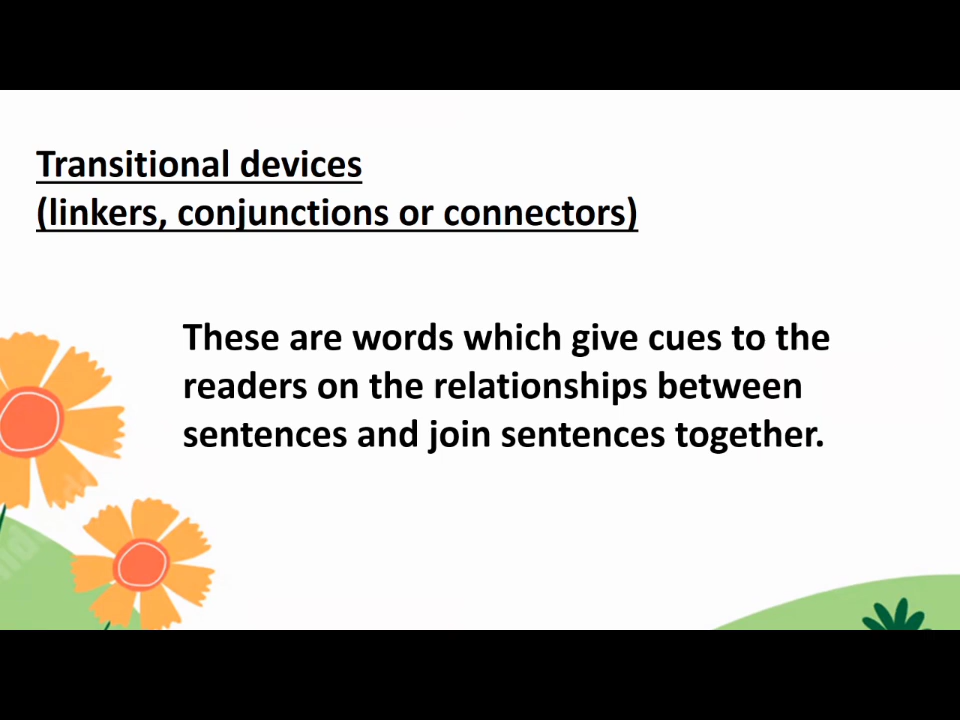 Transitional devices
(linkers, conjunctions or connectors)
These are words which give cues to the
readers on the relationships between
sentences and join sentences together.